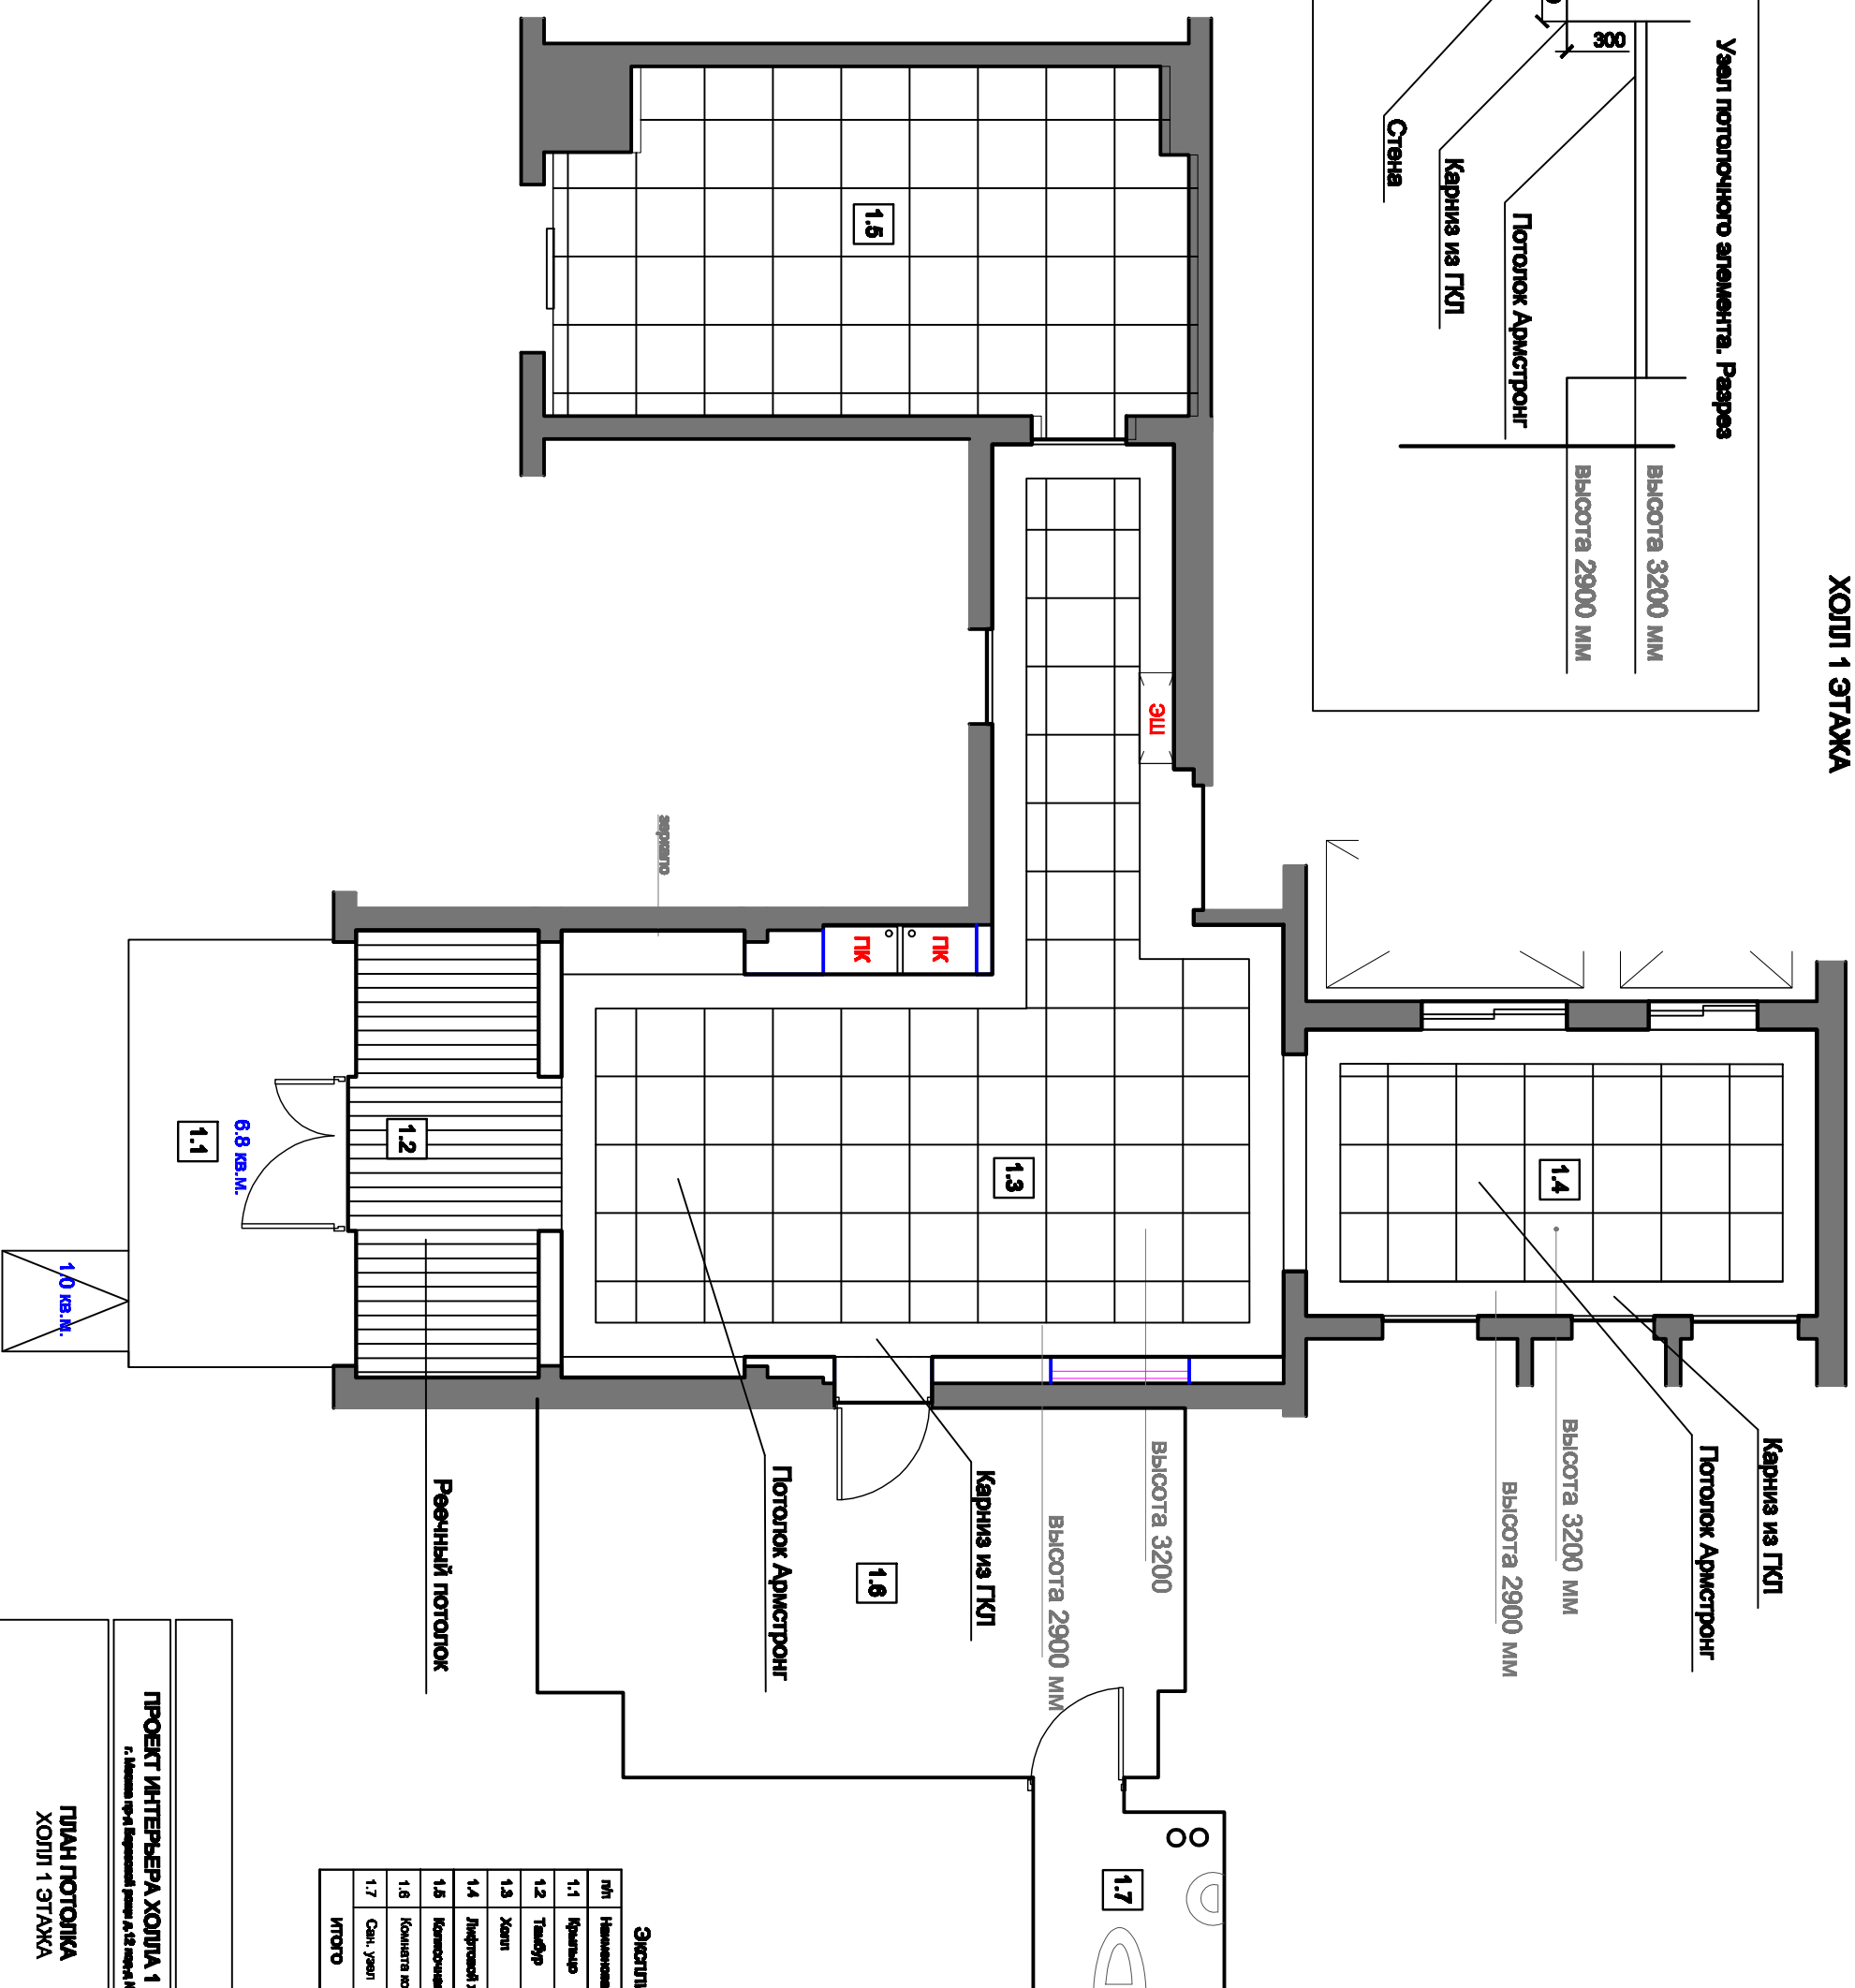 ХОЛЛ 1 ЭТАЖА
Узел потолочного элемента. Разрез
300
высота 3200 мм
высота 2900 мм
Потолок Армстронг
Карниз из ГКЛ
Стена
1.5
ЭЩ
зеркало
ПК
ПК
1.4
1.3
1.2
1.1
6.8 кв.м.
1.0 кв.м.
Карниз из ГКЛ
Потолок Армстронг
высота 3200 мм
высота 2900 мм
высота 3200
высота 2900 мм
Карниз из ГКЛ
Потолок Армстронг
Реечный потолок
1.6
1.7
п/п
1.1 Крыльцо
1.2 Тамбур
1.3 Холл
1.4 Лифтовой
1.5
1.6 Комната
1.7 Сан. узел
ИТОГО
ПРОЕКТ ИНТЕРЬЕРА ХОЛЛА 1
ПЛАН ПОТОЛКА
ХОЛЛ 1 ЭТАЖА